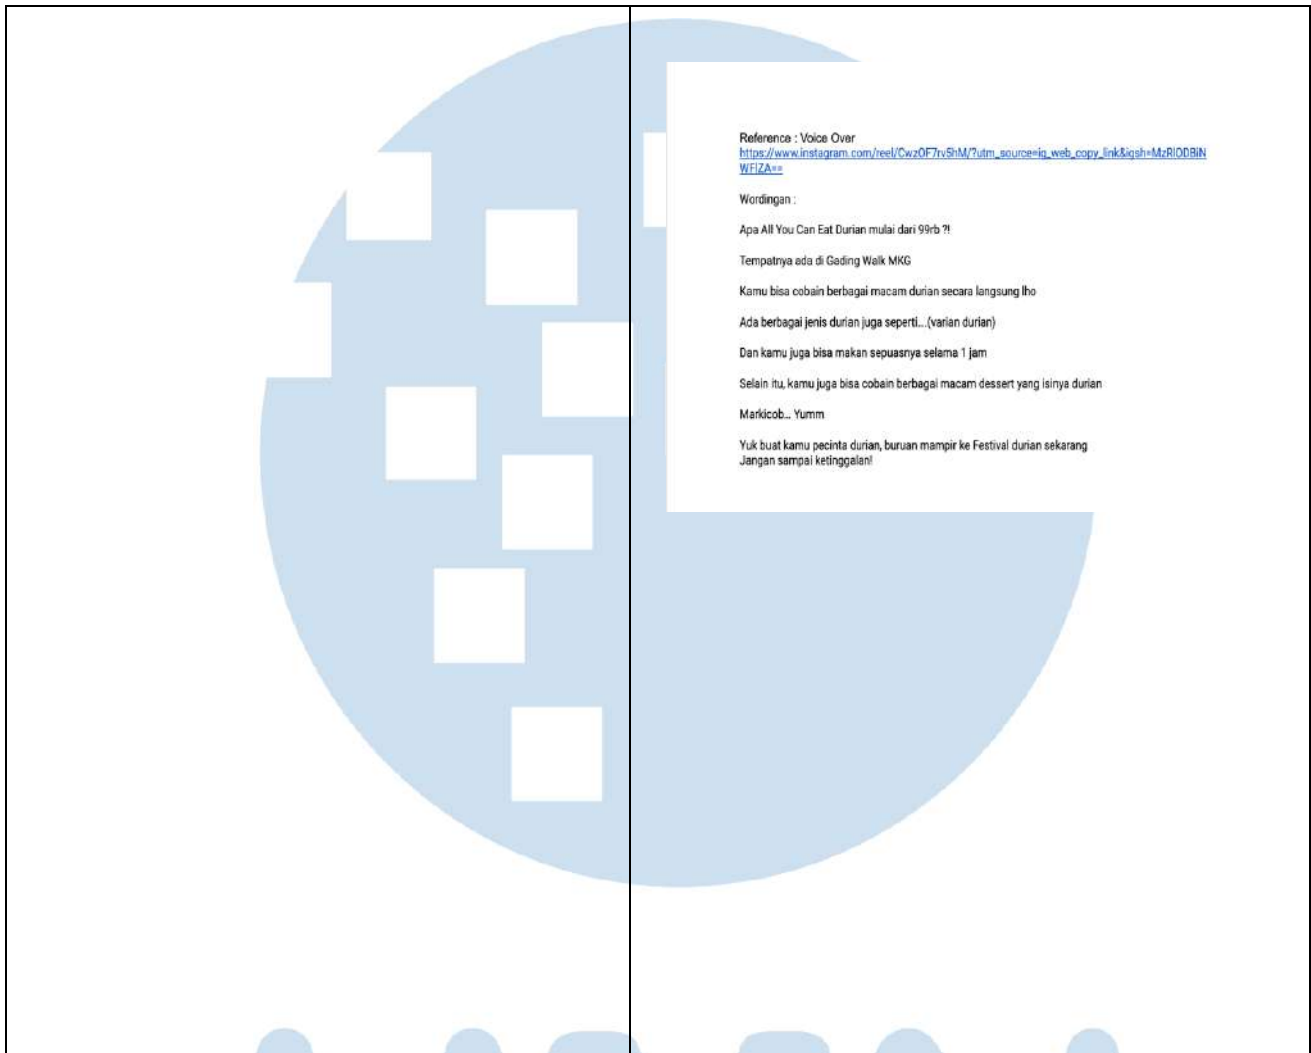 Reference : Voice Over
https://www.instagram.com/reel/CwzOF7rv5hM/?utm_source=ig_web_copy_link&igsh=MzRlODBiN
WFlZA==
Wordingan :
Apa All You Can Eat Durian mulai dari 99rb ?!
Tempatnya ada di Gading Walk MKG
Kamu bisa cobain berbagai macam durian secara langsung lho
Ada berbagai jenis durian juga seperti....(varian durian)
Dan kamu juga bisa makan sepuasnya selama 1 jam
Selain itu, kamu juga bisa cobain berbagai macam dessert yang isinya durian
Markicob... Yumm
Yuk buat kamu pecinta durian, buruan mampir ke Festival durian sekarang
Jangan sampai ketinggalan!